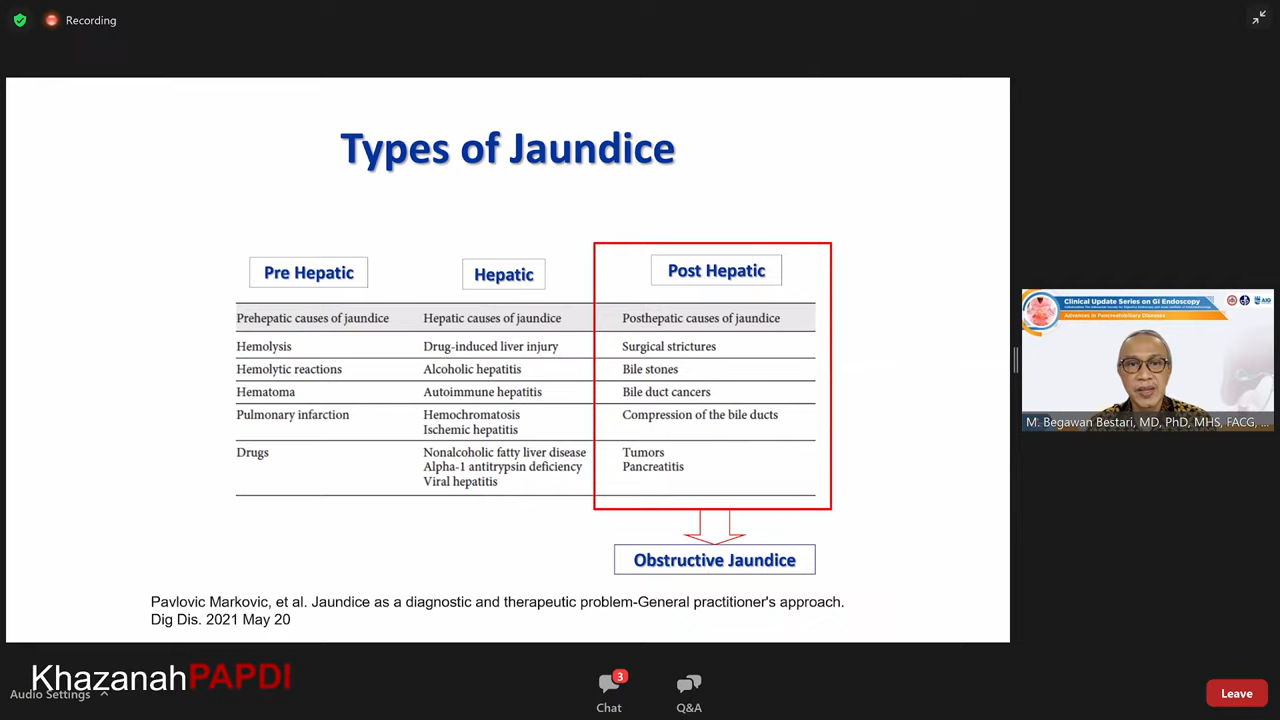 Recording
Types of Jaundice
Pre Hepatic
Hepatic
Post Hepatic
Prehepatic causes of jaundice
Hepatic causes of jaundice
Posthepatic causes of jaundice
Hemolysis
Drug-induced liver injury
Surgical strictures
Hemolytic reactions
Alcoholic hepatitis
Bile stones
Hematoma
Autoimmune hepatitis
Bile duct cancers
Pulmonary infarction
Hemochromatosis
Ischemic hepatitis
Compression of the bile ducts
Drugs
Nonalcoholic fatty liver disease
Alpha-1 antitrypsin deficiency
Viral hepatitis
Tumors
Pancreatitis
Obstructive Jaundice
Pavlovic Markovic, et al. Jaundice as a diagnostic and therapeutic problem-General practitioner's approach.
Dig Dis. 2021 May 20
Clinical Update Series on GI Endoscopy
Advances in Pancreatobiliary Diseases
AIG
M. Begawan Bestari, MD, PhD, MHS, FACG, ...
KhazanahPAPDI
Audio Settings
3
Chat
Q&A
Leave